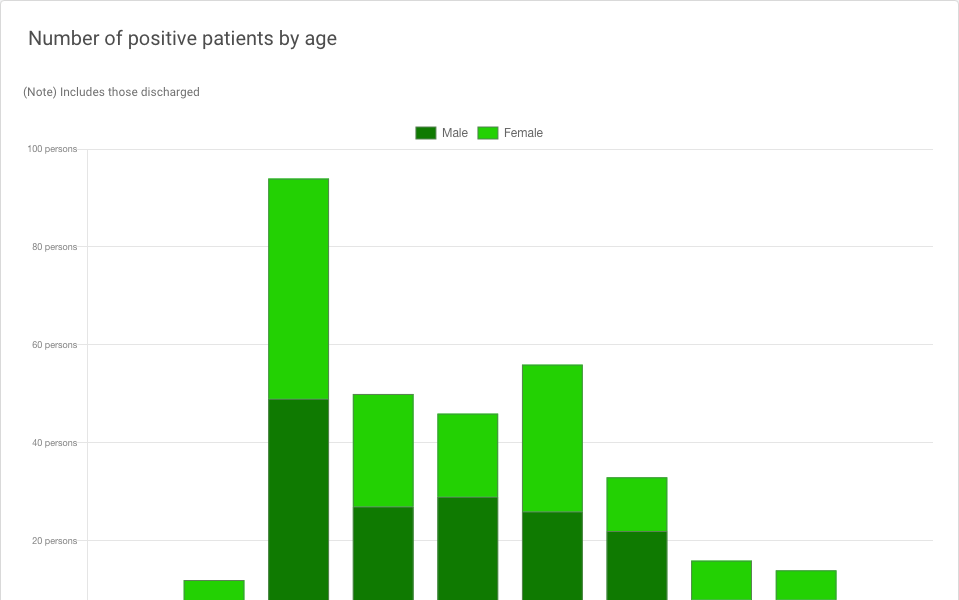 Number of positive patients by age
(Note) Includes those discharged
Male Female
100 persons
80 persons
60 persons
40 persons
20 persons